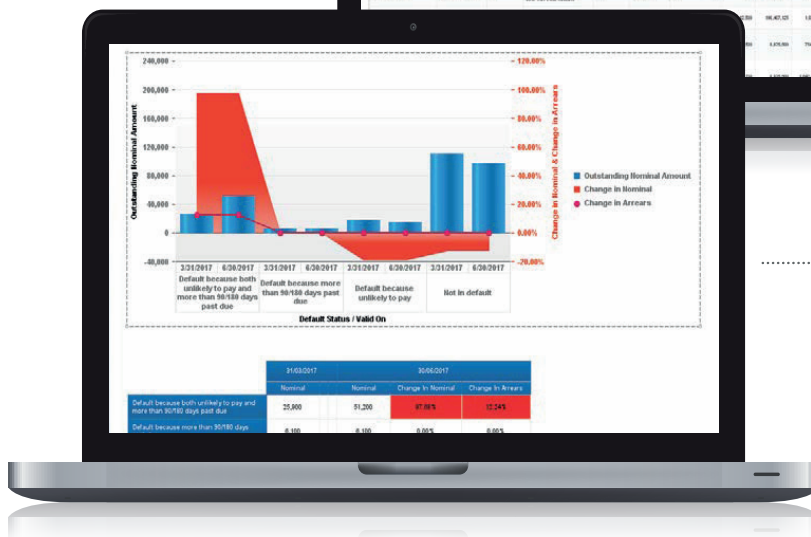 240,000
200,000
160,000
120,000
80,000
40,000
0
-40,000
Outstanding Nominal Amount
120.00%
100.00%
80.00%
60.00%
40.00%
20.00%
0.00%
-20.00%
Change in Nominal & Change in Arrears
Outstanding Nominal Amount
Change in Nominal
Change in Arrears
3/31/2017 6/30/2017 3/31/2017 6/30/2017 3/31/2017 6/30/2017 3/31/2017 6/30/2017
Default because both
unlikely to pay and
more than 90/180 days
past due
Default because more
than 90/180 days past
due
Default because
unlikely to pay
Not in default
Default Status / Valid On
31/03/2017 30/06/2017
Nominal Nominal Change In Nominal Change In Arrears
Default because both unlikely to pay and
more than 90/180 days past due
25,900 51,200 97.68%
Default because more than 90/180 days
6,100 6,100 0.00% 0.00%